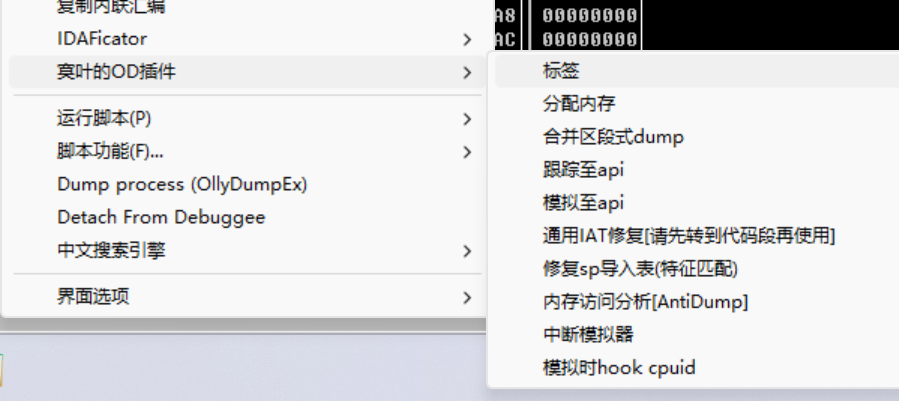 复制内联汇编
IDAFicator
寞叶的OD插件
运行脚本(P)
脚本功能(F)...
Dump process (OllyDumpEx)
Detach From Debuggee
中文搜索引擎
界面选项
A8 00000000
AC 00000000
标签
分配内存
合并区段式dump
跟踪至api
模拟至api
通用IAT修复[请先转到代码段再使用]
修复sp导入表(特征匹配)
内存访问分析[AntiDump]
中断模拟器
模拟时hook cpuid